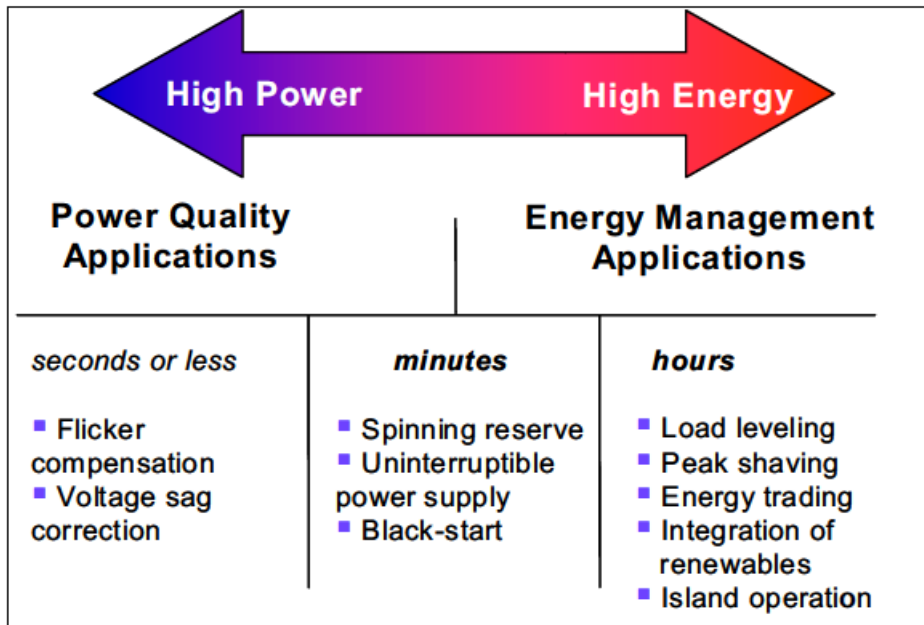 High Power
High Energy
Power Quality
Applications
Energy Management
Applications
seconds or less
▪ Flicker
compensation
▪ Voltage sag
correction
minutes
▪ Spinning reserve
▪ Uninterruptible
power supply
▪ Black-start
hours
▪ Load leveling
▪ Peak shaving
▪ Energy trading
▪ Integration of
renewables
▪ Island operation